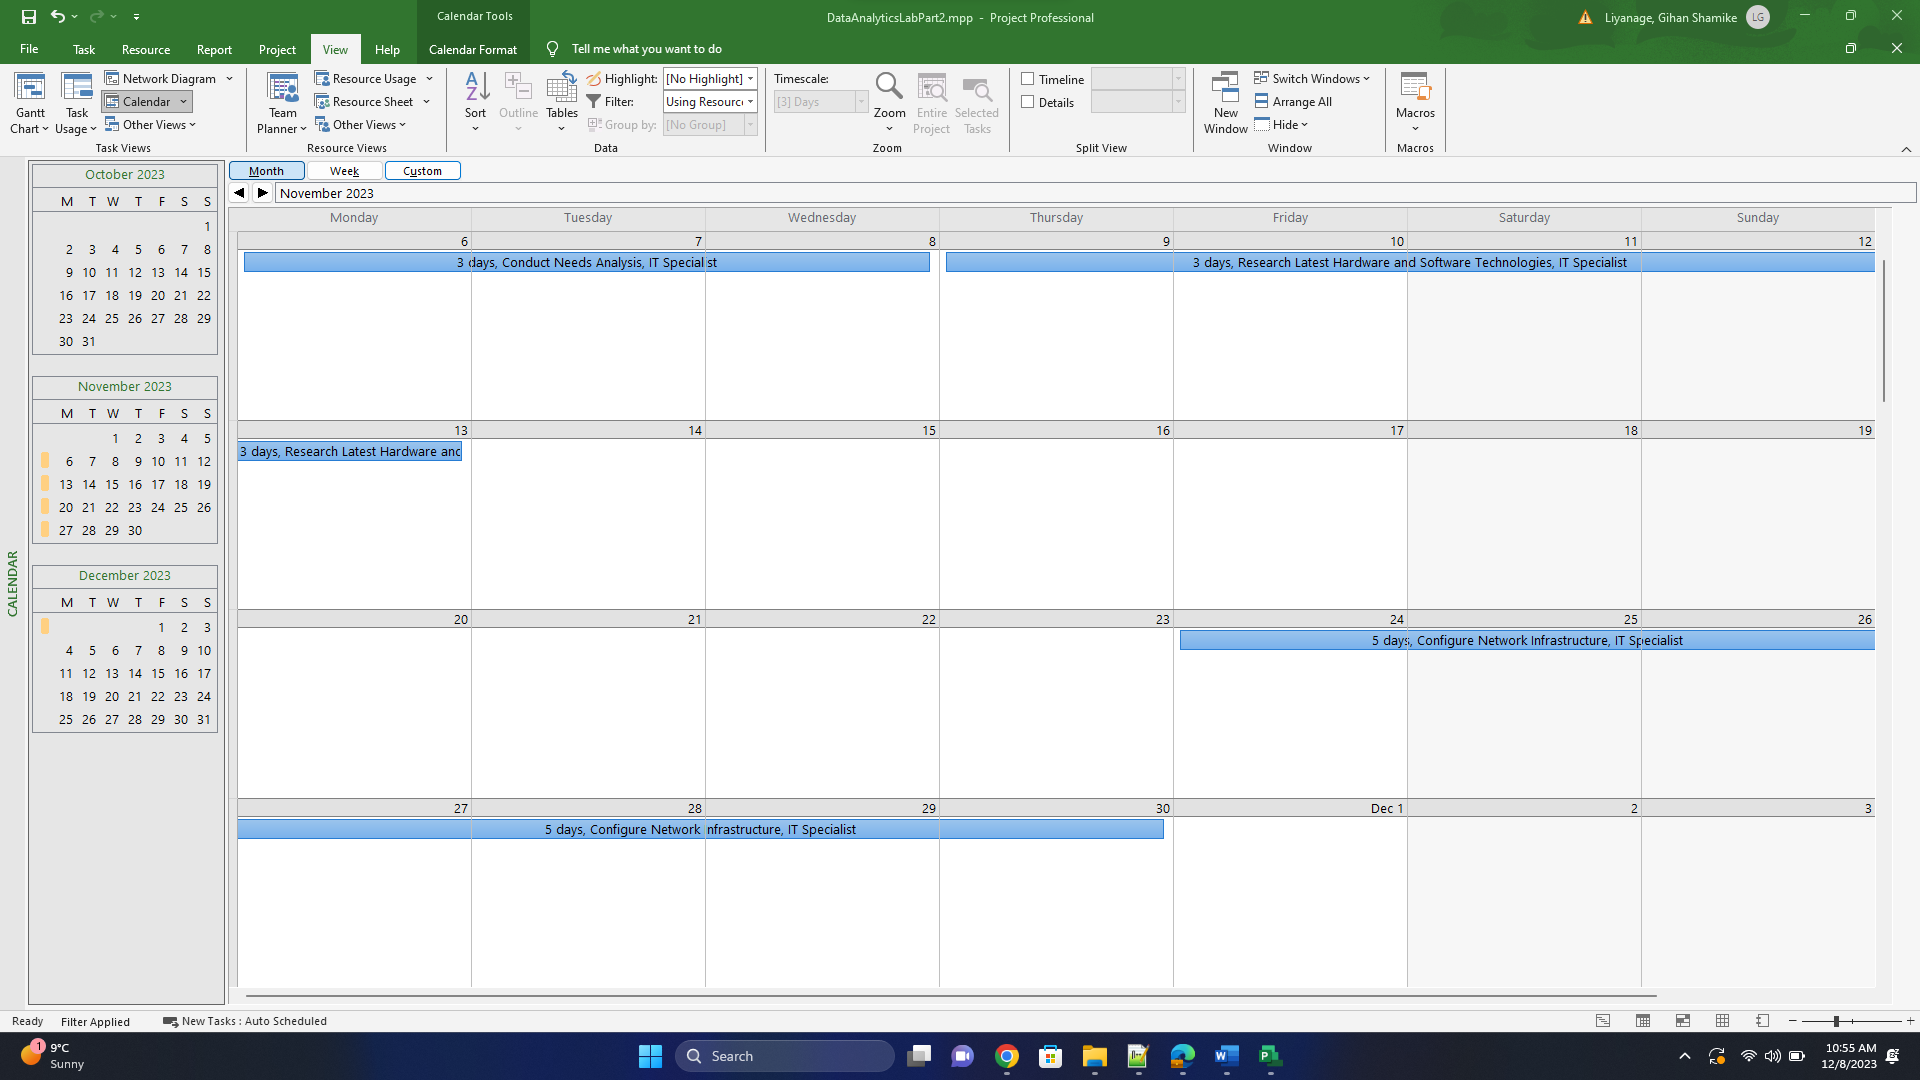 Calendar Tools
DataAnalyticsLabPart2.mpp - Project Professional
Liyanage, Gihan Shamike
LG
File Task Resource Report Project View Help Calendar Format Tell me what you want to do
Gantt Chart
Task Usage
Network Diagram
Calendar
Other Views
Task Views
Team Planner
Resource Usage
Resource Sheet
Other Views
Resource Views
Sort
Outline
Tables
Highlight: [No Highlight]
Filter: Using Resource
Group by: [No Group]
Data
Timescale:
[3] Days
Zoom
Entire Project
Selected Tasks
Zoom
Timeline
Details
Split View
New Window
Switch Windows
Arrange All
Hide
Window
Macros
Macros
CALENDAR
October 2023
M T W T F S S
1
2 3 4 5 6 7 8
9 10 11 12 13 14 15
16 17 18 19 20 21 22
23 24 25 26 27 28 29
30 31
November 2023
M T W T F S S
1 2 3 4 5
6 7 8 9 10 11 12
13 14 15 16 17 18 19
20 21 22 23 24 25 26
27 28 29 30
December 2023
M T W T F S S
1 2 3
4 5 6 7 8 9 10
11 12 13 14 15 16 17
18 19 20 21 22 23 24
25 26 27 28 29 30 31
Month Week Custom
November 2023
Monday Tuesday Wednesday Thursday Friday Saturday Sunday
6 7 8 9 10 11 12
3 days, Conduct Needs Analysis, IT Specialist
3 days, Research Latest Hardware and Software Technologies, IT Specialist
13 14 15 16 17 18 19
3 days, Research Latest Hardware and
20 21 22 23 24 25 26
5 days, Configure Network Infrastructure, IT Specialist
27 28 29 30 Dec 1 2 3
5 days, Configure Network Infrastructure, IT Specialist
Ready Filter Applied New Tasks : Auto Scheduled
1
9°C
Sunny
Search
10:55 AM
12/8/2023